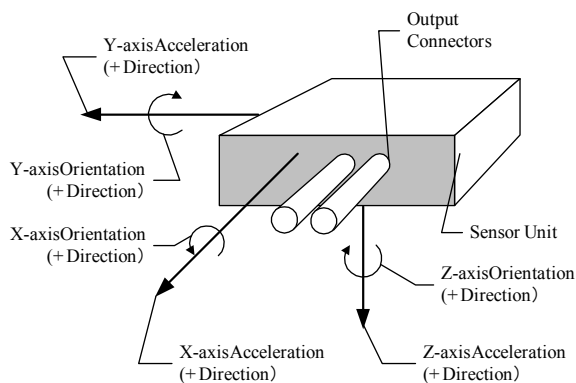 Y-axisAcceleration
(+Direction)
Output
Connectors
Y-axisOrientation
(+Direction)
X-axisOrientation
(+Direction)
Sensor Unit
Z-axisOrientation
(+Direction)
X-axisAcceleration
(+Direction)
Z-axisAcceleration
(+Direction)